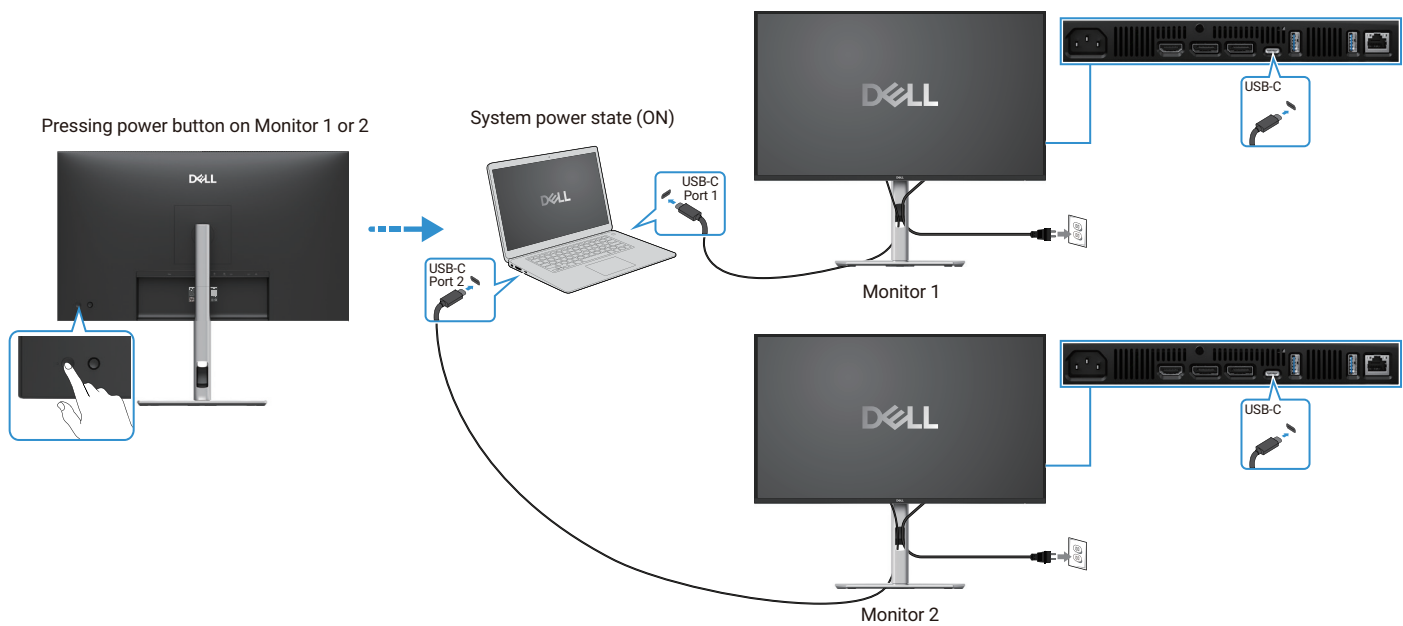 Pressing power button on Monitor 1 or 2
DELL
System power state (ON)
DELL
USB-C
Port 1
USB-C
Port 2
DELL
USB-C
Monitor 1
DELL
USB-C
Monitor 2